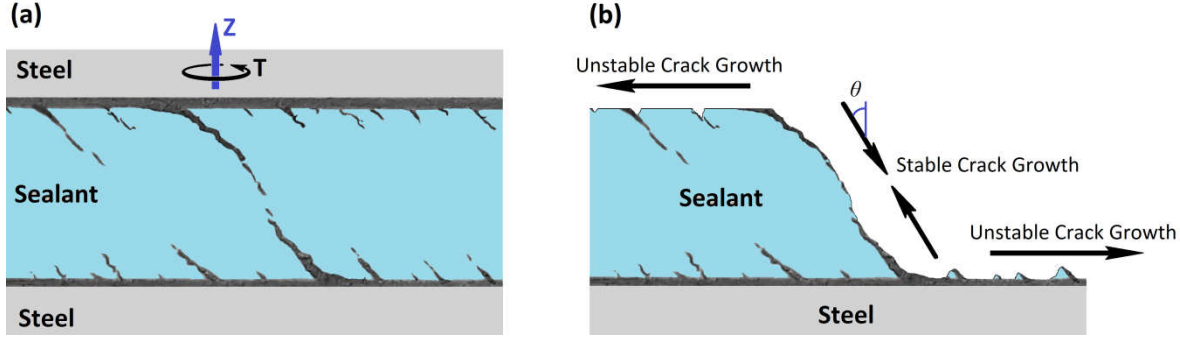 (a)
Z
Steel
T
Sealant
Steel
(b)
Unstable Crack Growth
θ
Stable Crack Growth
Sealant
Unstable Crack Growth
Steel